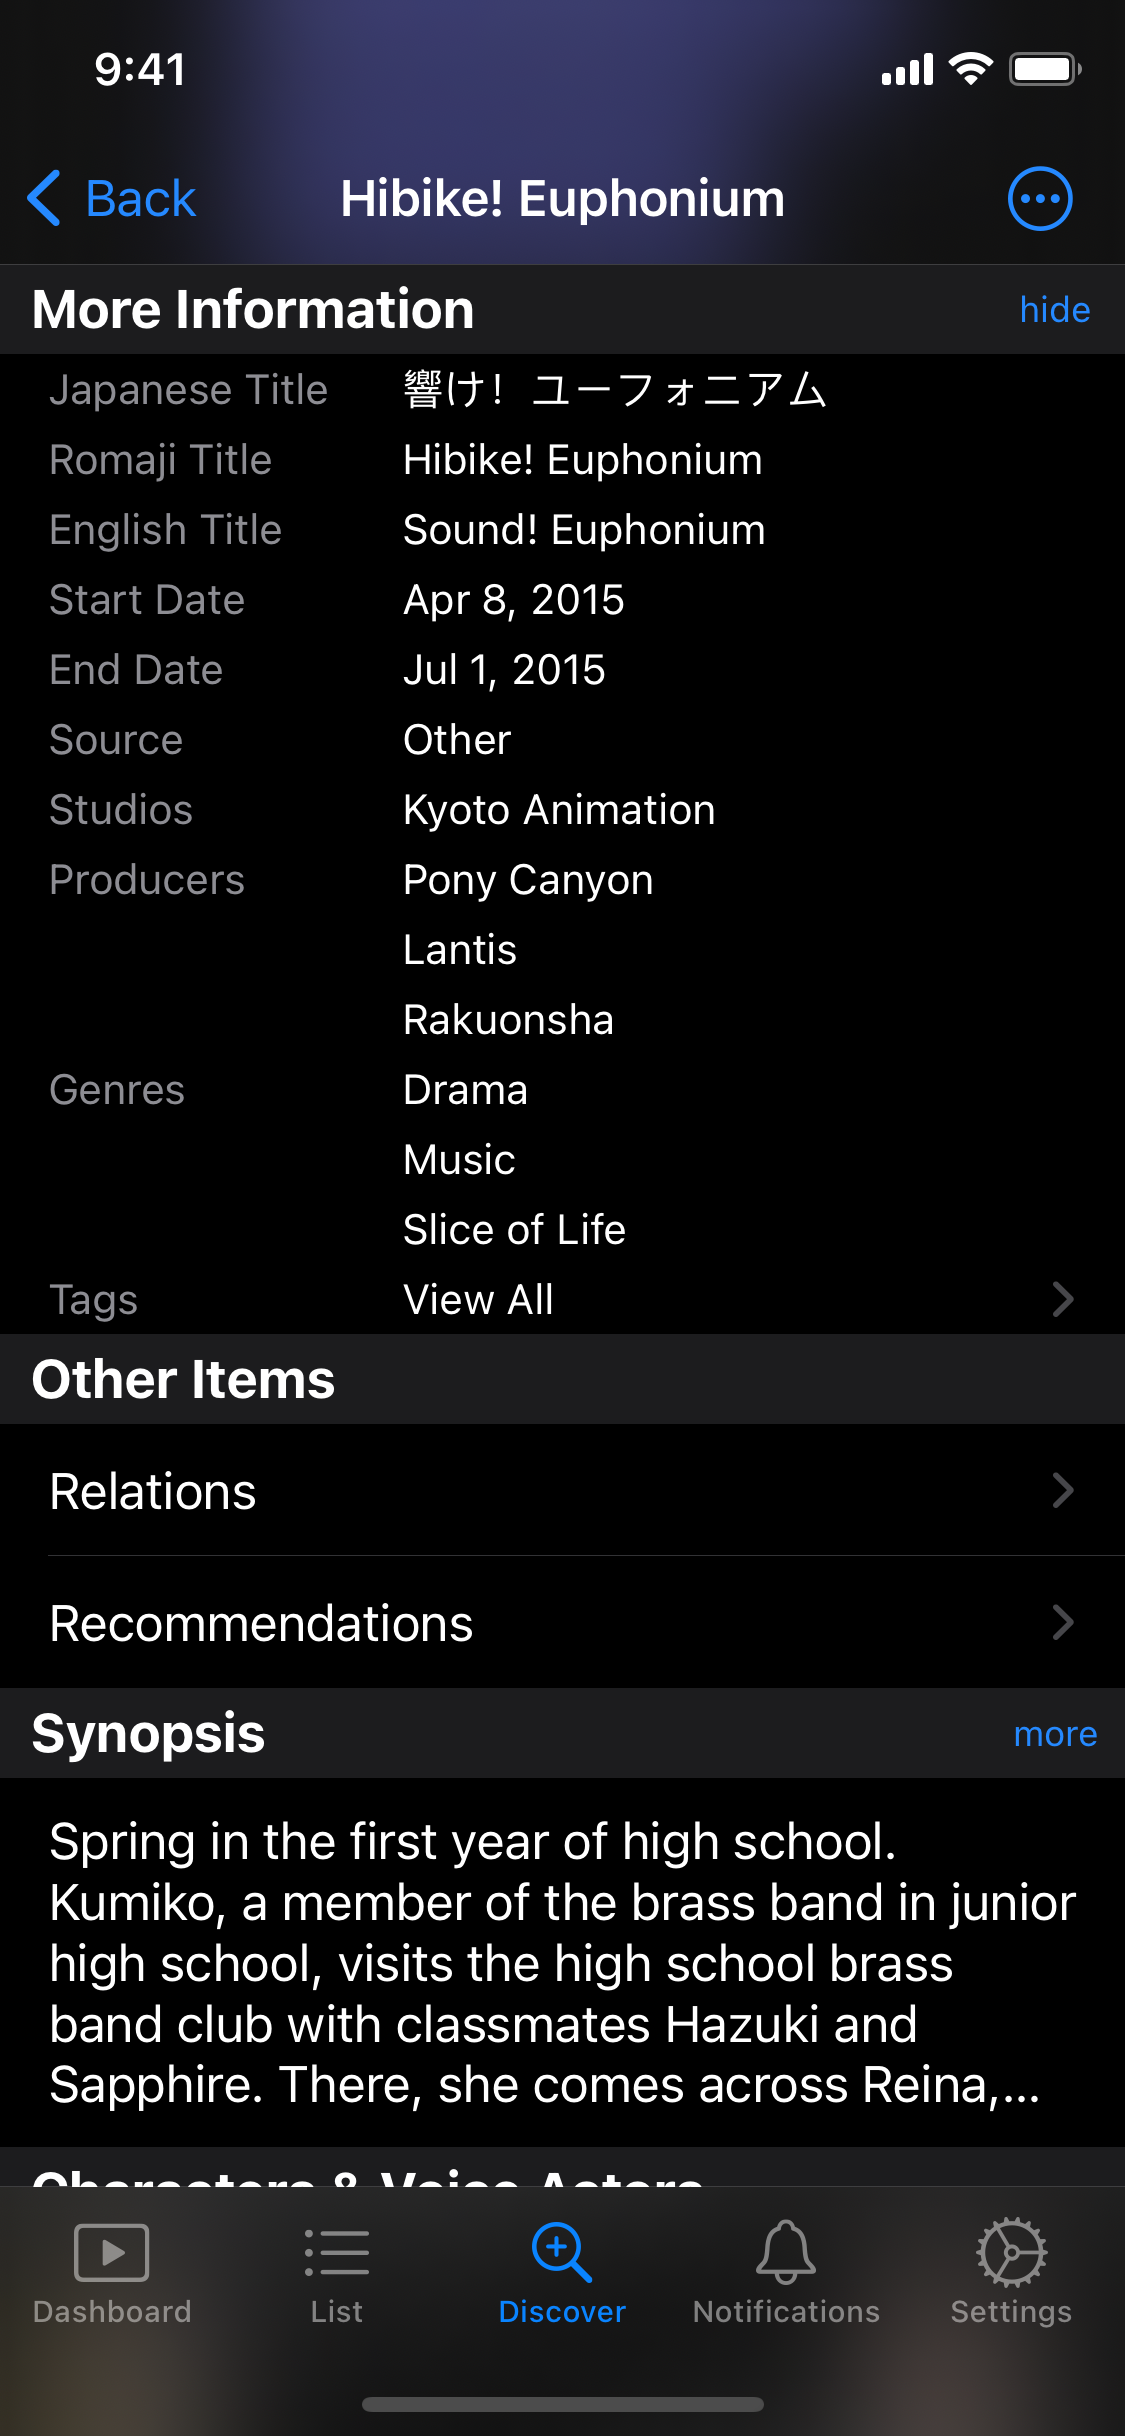 9:41
Back
Hibike! Euphonium
More Information
hide
Japanese Title 響け！ユーフォニアム
Romaji Title Hibike! Euphonium
English Title Sound! Euphonium
Start Date Apr 8, 2015
End Date Jul 1, 2015
Source Other
Studios Kyoto Animation
Producers Pony Canyon
Lantis
Rakuonsha
Genres Drama
Music
Slice of Life
Tags View All
Other Items
Relations
Recommendations
Synopsis
more
Spring in the first year of high school.
Kumiko, a member of the brass band in junior
high school, visits the high school brass
band club with classmates Hazuki and
Sapphire. There, she comes across Reina,...
Characters & Voice Actors
Dashboard
List
Discover
Notifications
Settings